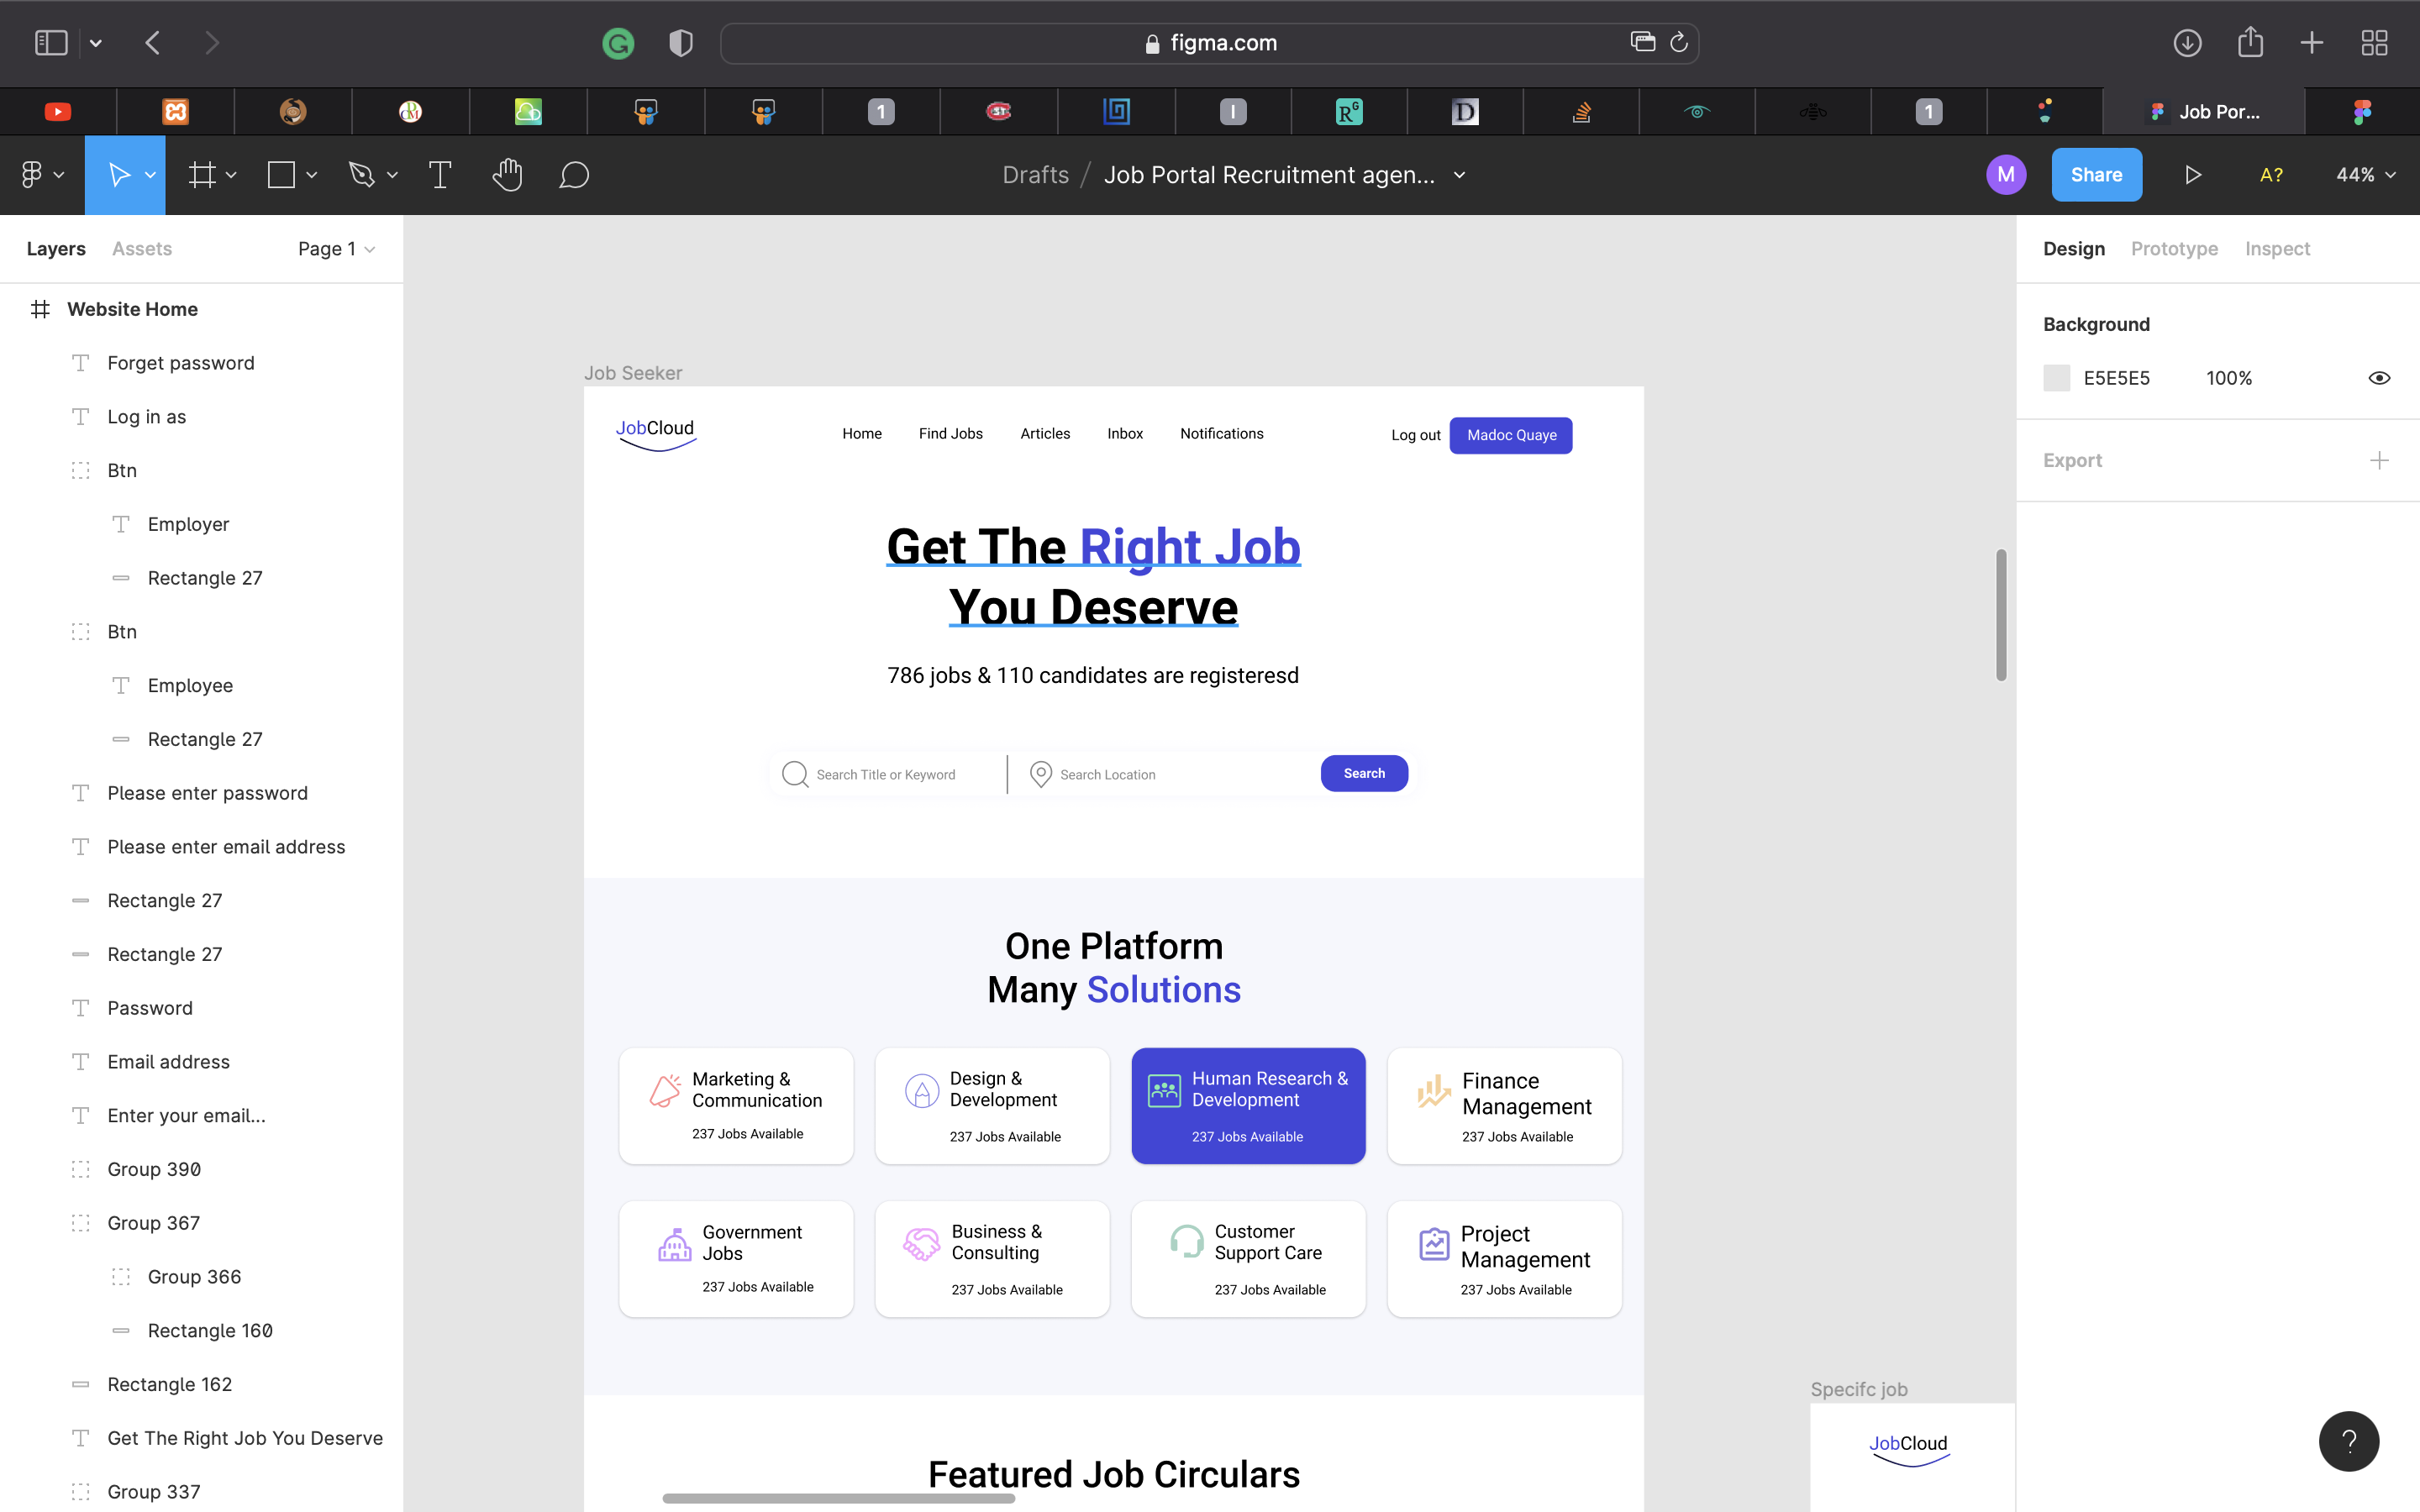 figma.com
1
ST
I
RG
D
1
Job Por...
Drafts / Job Portal Recruitment agen...
M
Share
A?
44%
Layers
Assets
Page 1
Design
Prototype
Inspect
Website Home
Forget password
Log in as
Btn
Employer
Rectangle 27
Btn
Employee
Rectangle 27
Please enter password
Please enter email address
Rectangle 27
Rectangle 27
Password
Email address
Enter your email...
Group 390
Group 367
Group 366
Rectangle 160
Rectangle 162
Get The Right Job You Deserve
Group 337
Job Seeker
JobCloud
Home
Find Jobs
Articles
Inbox
Notifications
Log out
Madoc Quaye
Get The Right Job
You Deserve
786 jobs & 110 candidates are registeresd
Search Title or Keyword
Search Location
Search
One Platform
Many Solutions
Marketing &
Communication
237 Jobs Available
Design &
Development
237 Jobs Available
Human Research &
Development
237 Jobs Available
Finance
Management
237 Jobs Available
Government
Jobs
237 Jobs Available
Business &
Consulting
237 Jobs Available
Customer
Support Care
237 Jobs Available
Project
Management
237 Jobs Available
Featured Job Circulars
Specifc job
JobCloud
Background
E5E5E5
100%
Export
?